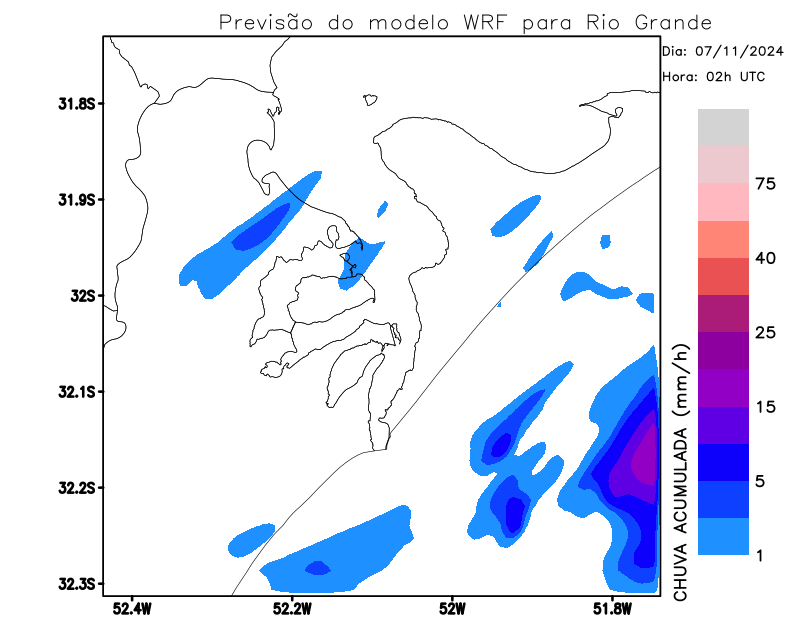 Previsão do modelo WRF para Rio Grande
Dia: 07/11/2024
Hora: 02h UTC
31.8S
31.9S
32S
32.1S
32.2S
32.3S
52.4W
52.2W
52W
51.8W
75
40
25
15
5
1
CHUVA ACUMULADA (mm/h)